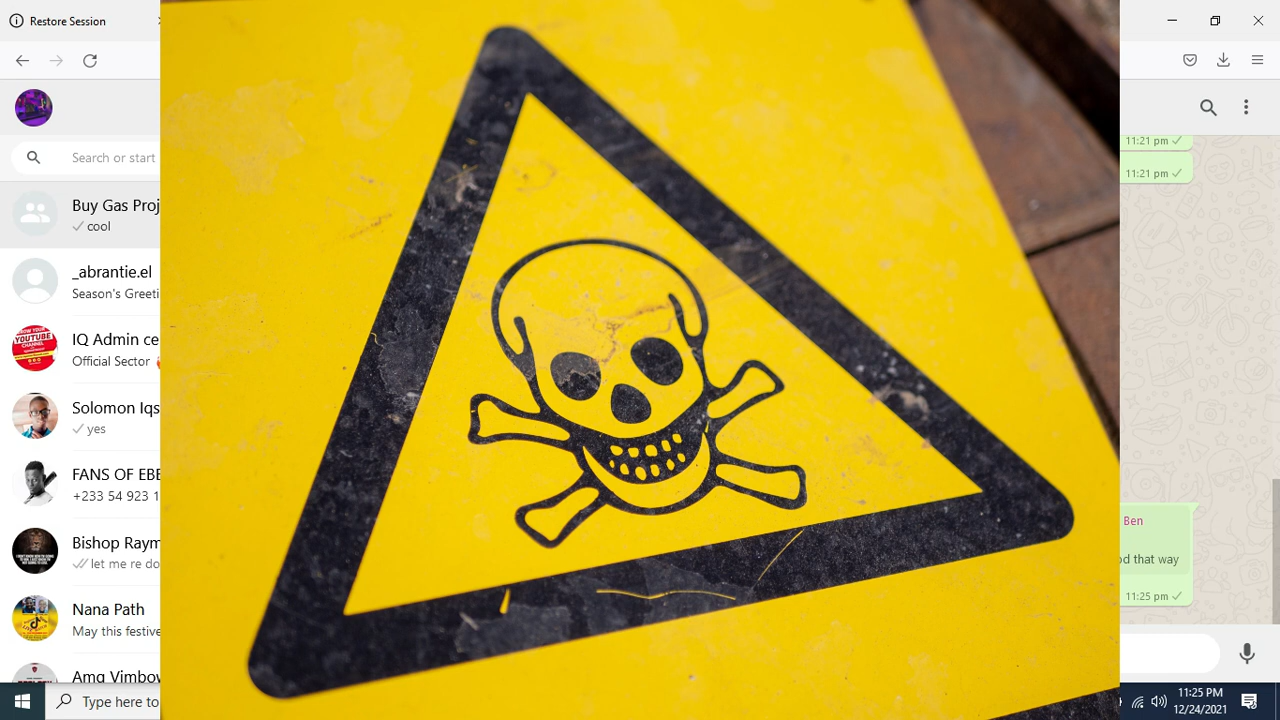 Restore Session
Search or start
Buy Gas Proj
cool
_abrantie.el
Season's Greeti
IQ Admin ce
Official Sector
Solomon Iqs
yes
FANS OF EBE
+233 54 923 1
Bishop Raym
let me re do
Nana Path
May this festive
Ama Vimbov
11:21 pm
11:21 pm
Ben
od that way
11:25 pm
Type here to
11:25 PM
12/24/2021